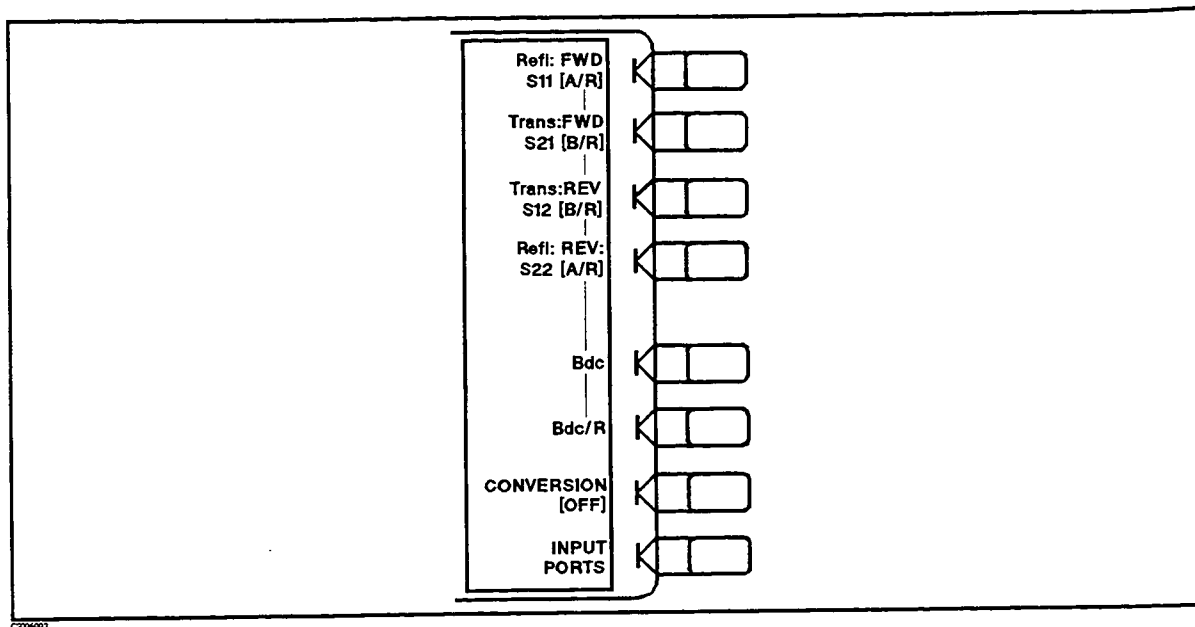 Refl: FWD
S11 [A/R]
Trans:FWD
S21 [B/R]
Trans:REV
S12 [B/R]
Refl: REV:
S22 [A/R]
Bdc
Bdc/R
CONVERSION
[OFF]
INPUT
PORTS